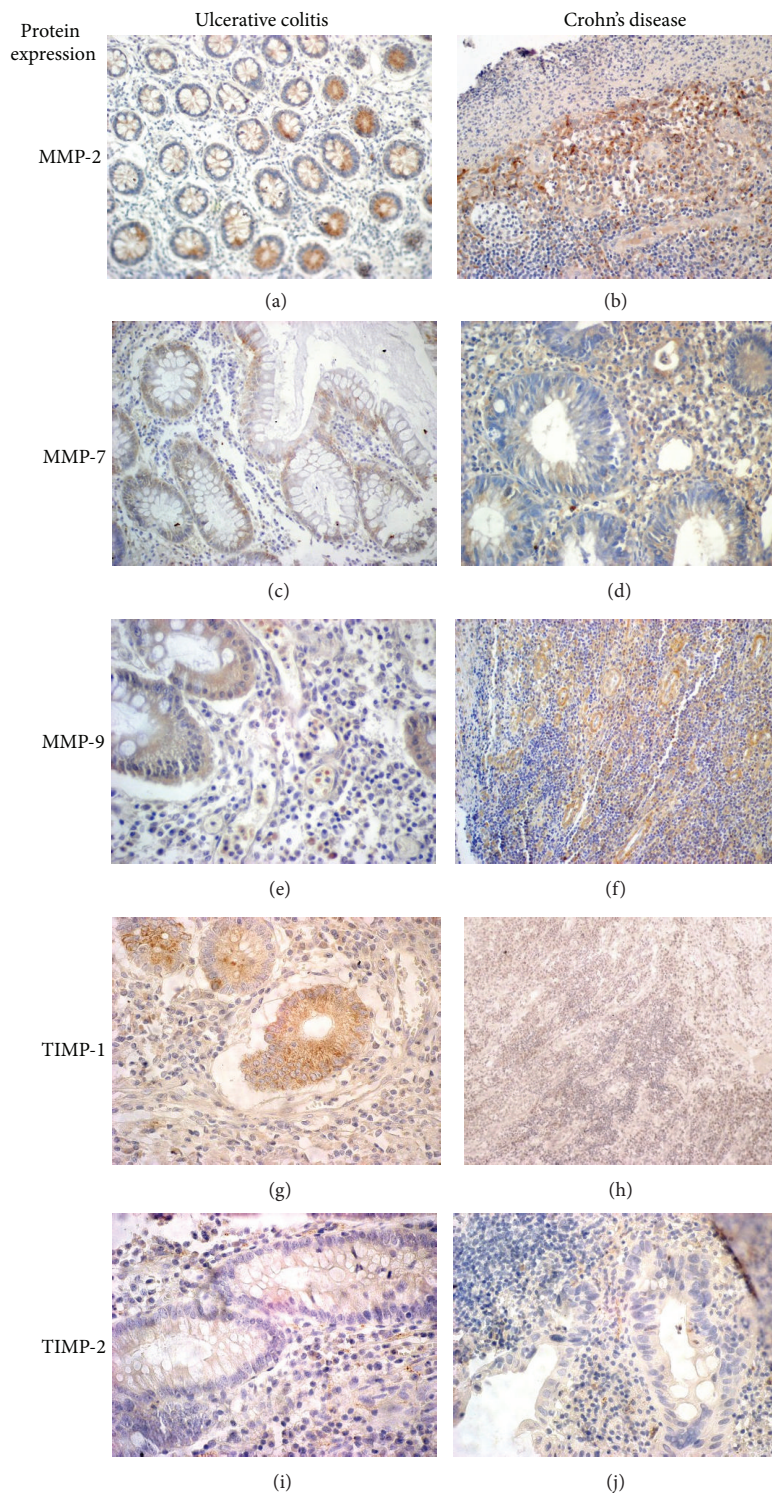 Protein
expression
Ulcerative colitis
Crohn's disease
MMP-2
(a)
(b)
MMP-7
(c)
(d)
MMP-9
(e)
(f)
TIMP-1
(g)
(h)
TIMP-2
(i)
(j)